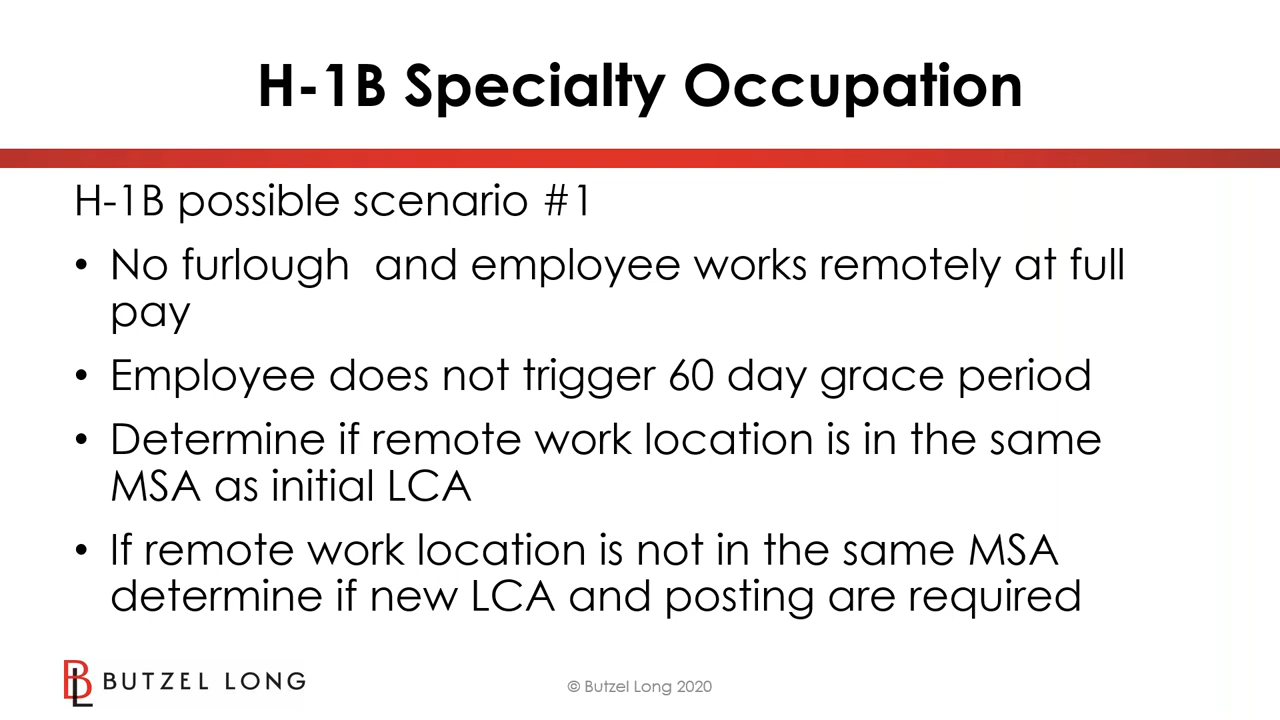 H-1B Specialty Occupation
H-1B possible scenario #1
• No furlough  and employee works remotely at full
pay
• Employee does not trigger 60 day grace period
• Determine if remote work location is in the same
MSA as initial LCA
• If remote work location is not in the same MSA
determine if new LCA and posting are required
BL BUTZEL LONG
© Butzel Long 2020